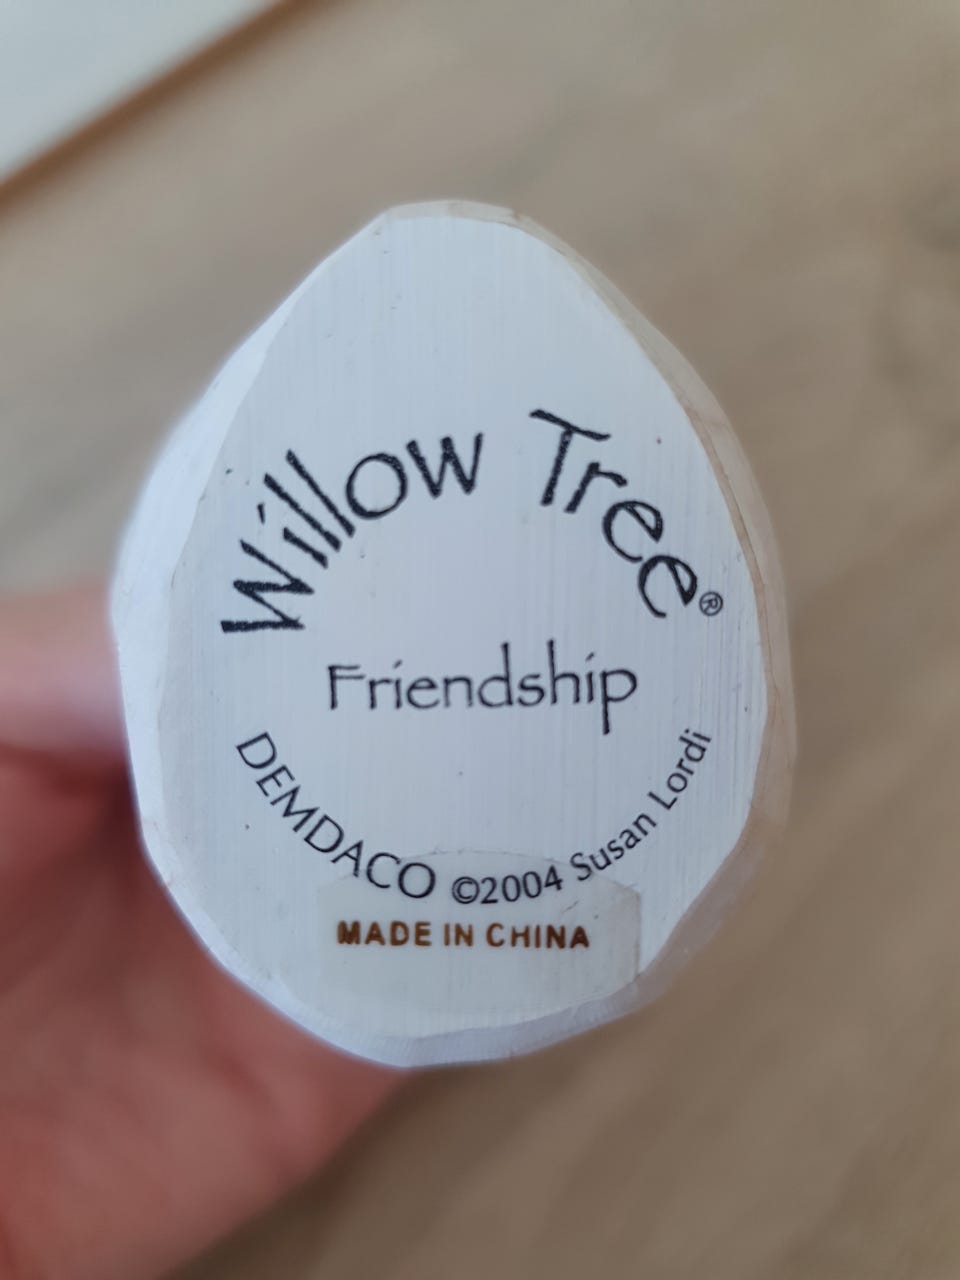 Willow Tree®
Friendship
DEMDACO ©2004 Susan Lordi
MADE IN CHINA